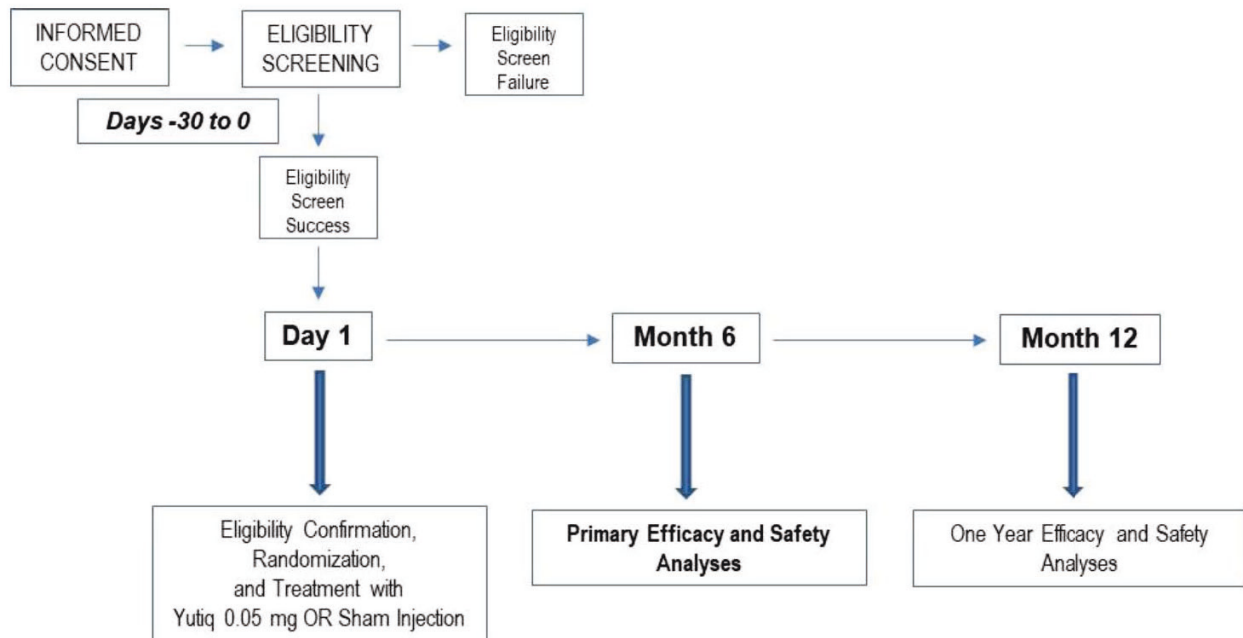 INFORMED
CONSENT
ELIGIBILITY
SCREENING
Eligibility
Screen
Failure
Days -30 to 0
Eligibility
Screen
Success
Day 1
Month 6
Month 12
Eligibility Confirmation,
Randomization,
and Treatment with
Yutiq 0.05 mg OR Sham Injection
Primary Efficacy and Safety
Analyses
One Year Efficacy and Safety
Analyses